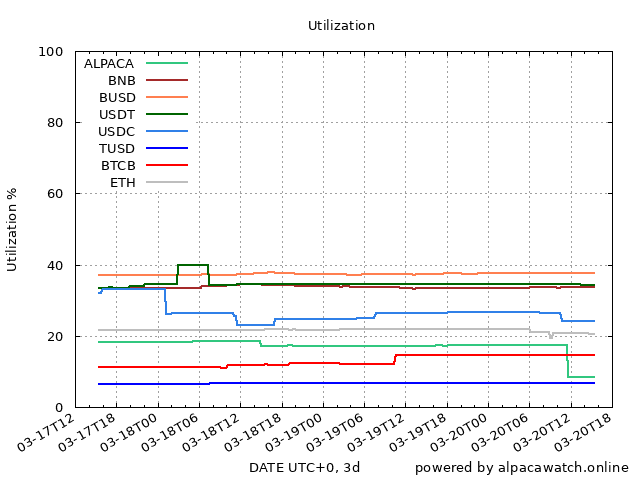 Utilization
100
80
60
40
20
0
Utilization %
ALPACA
BNB
BUSD
USDT
USDC
TUSD
BTCB
ETH
03-17T12
03-17T18
03-18T00
03-18T06
03-18T12
03-18T18
03-19T00
03-19T06
03-19T12
03-19T18
03-20T00
03-20T06
03-20T12
03-20T18
DATE UTC+0, 3d
powered by alpacawatch.online